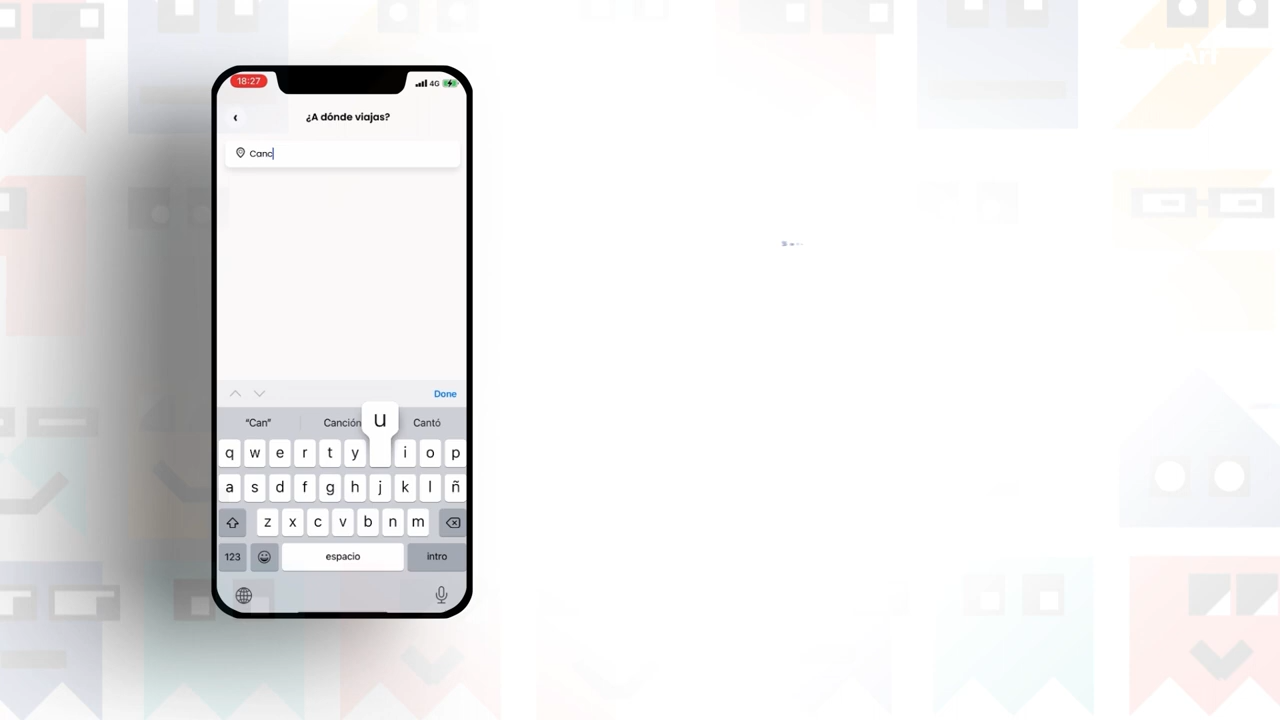 18:27
4G
¿A dónde viajas?
Canc
Done
“Can”
Canción
u
Cantó
q w e r t y i o p
a s d f g h j k l ñ
z x c v b n m
123
espacio
intro